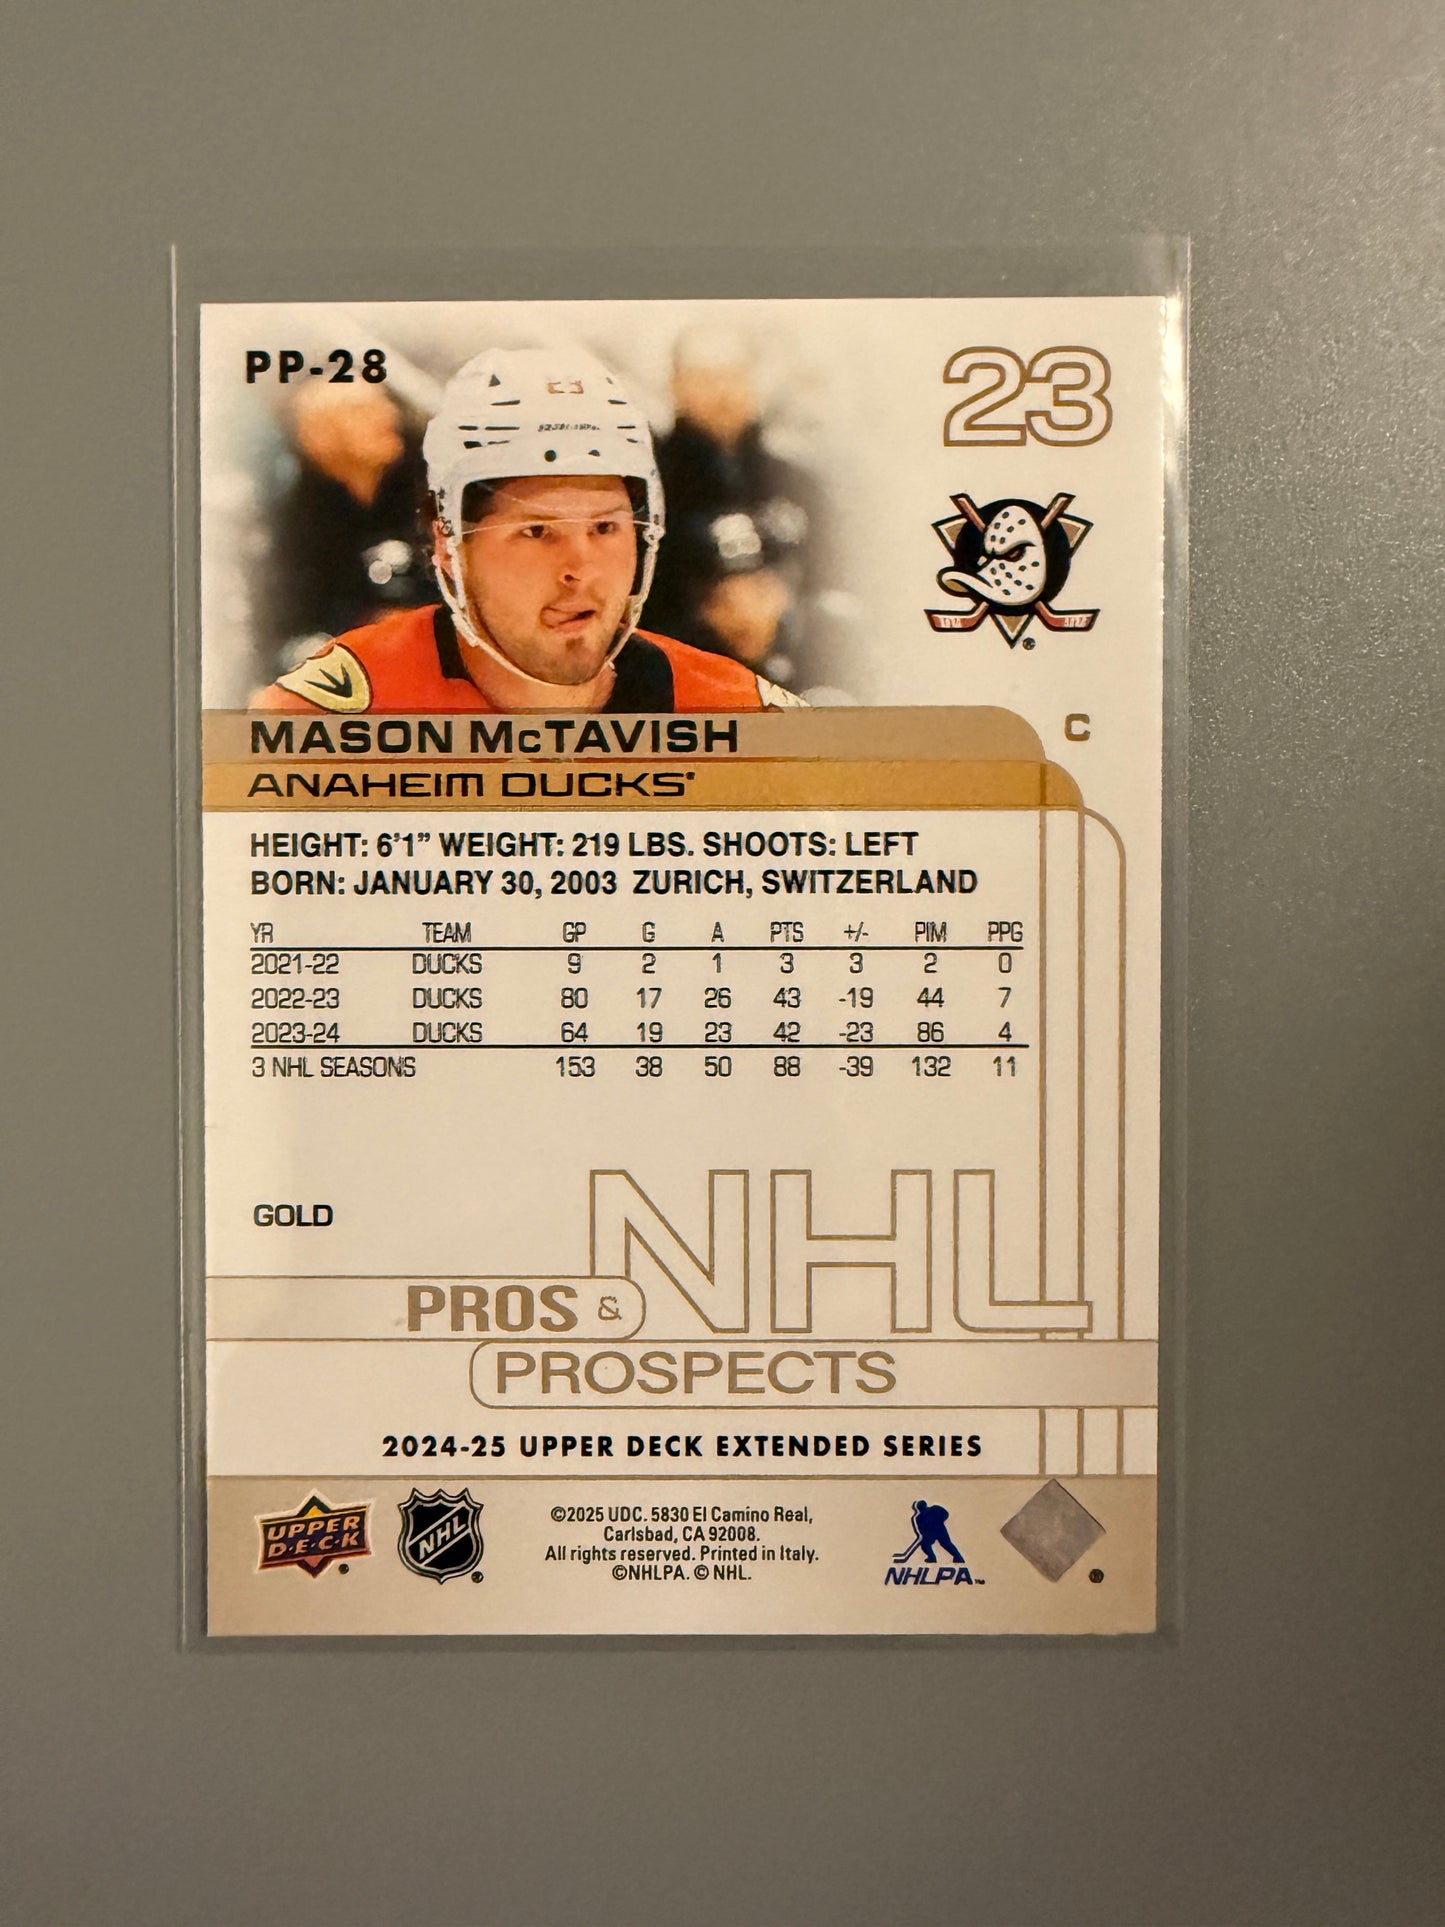 PP-28
23
23
MASON McTAVISH
C
ANAHEIM DUCKS®
HEIGHT: 6'1" WEIGHT: 219 LBS. SHOOTS: LEFT
BORN: JANUARY 30, 2003 ZURICH, SWITZERLAND
YR TEAM GP G A PTS +/- PIM PPG
2021-22 DUCKS 9 2 1 3 3 2 0
2022-23 DUCKS 80 17 26 43 -19 44 7
2023-24 DUCKS 64 19 23 42 -23 86 4
3 NHL SEASONS 153 38 50 88 -39 132 11
GOLD
NHL
PROS &
PROSPECTS
2024-25 UPPER DECK EXTENDED SERIES
UPPER
D·E·C·K
NHL
©2025 UDC. 5830 El Camino Real,
Carlsbad, CA 92008.
All rights reserved. Printed in Italy.
©NHLPA. © NHL.
NHLPA™